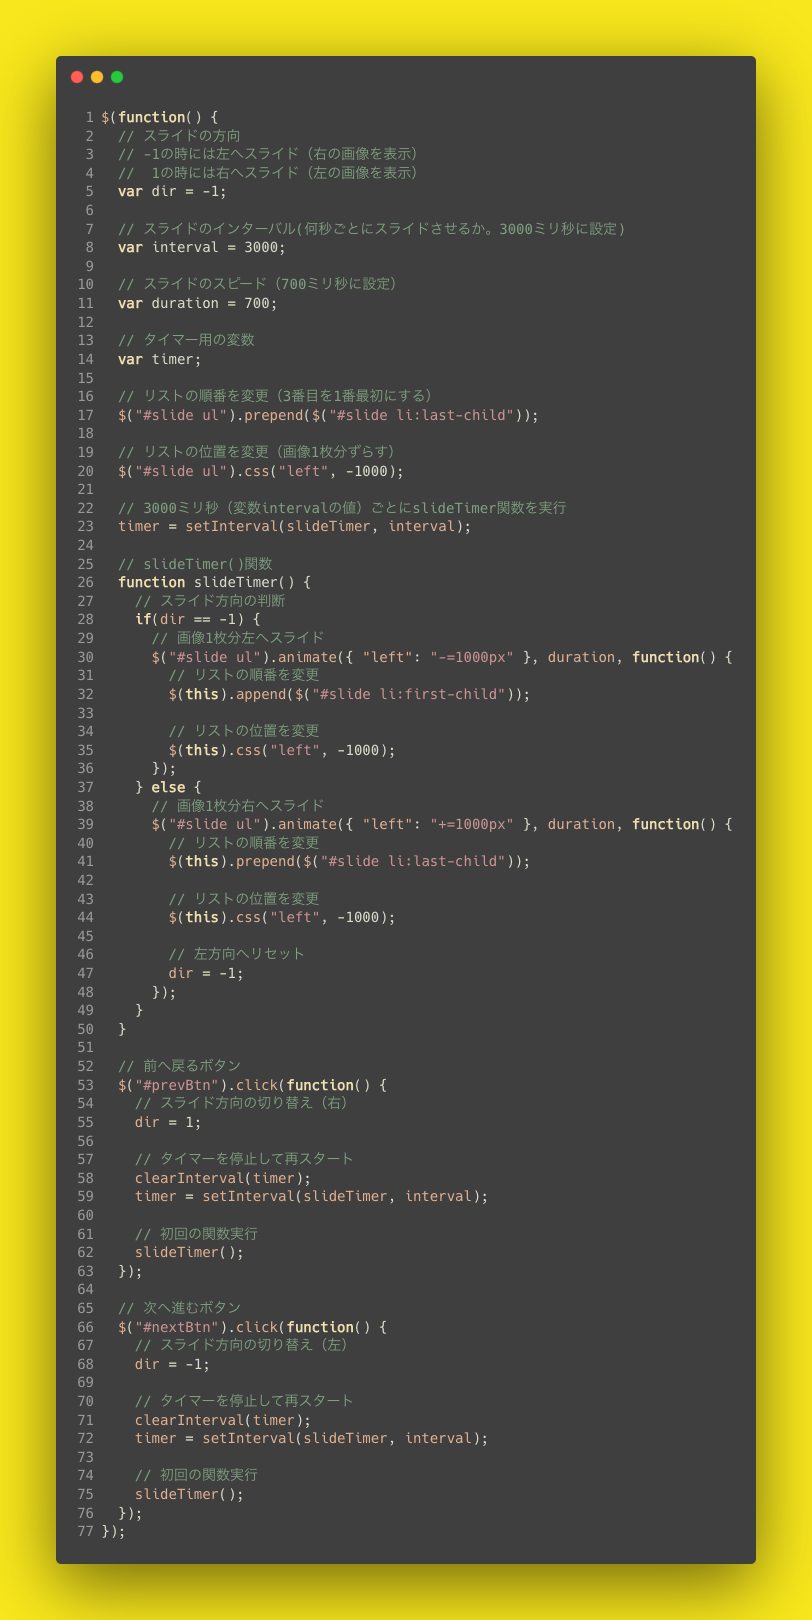 1 $(function() {
2   // スライドの方向
3   // -1の時には左へスライド（右の画像を表示）
4   //  1の時には右へスライド（左の画像を表示）
5   var dir = -1;
6
7   // スライドのインターバル(何秒ごとにスライドさせるか。3000ミリ秒に設定)
8   var interval = 3000;
9
10   // スライドのスピード（700ミリ秒に設定）
11   var duration = 700;
12
13   // タイマー用の変数
14   var timer;
15
16   // リストの順番を変更（3番目を1番最初にする）
17   $("#slide ul").prepend($("#slide li:last-child"));
18
19   // リストの位置を変更（画像1枚分ずらす）
20   $("#slide ul").css("left", -1000);
21
22   // 3000ミリ秒（変数intervalの値）ごとにslideTimer関数を実行
23   timer = setInterval(slideTimer, interval);
24
25   // slideTimer()関数
26   function slideTimer() {
27     // スライド方向の判断
28     if(dir == -1) {
29       // 画像1枚分左へスライド
30       $("#slide ul").animate({ "left": "-=1000px" }, duration, function() {
31         // リストの順番を変更
32         $(this).append($("#slide li:first-child"));
33
34         // リストの位置を変更
35         $(this).css("left", -1000);
36       });
37     } else {
38       // 画像1枚分右へスライド
39       $("#slide ul").animate({ "left": "+=1000px" }, duration, function() {
40         // リストの順番を変更
41         $(this).prepend($("#slide li:last-child"));
42
43         // リストの位置を変更
44         $(this).css("left", -1000);
45
46         // 左方向へリセット
47         dir = -1;
48       });
49     }
50   }
51
52   // 前へ戻るボタン
53   $("#prevBtn").click(function() {
54     // スライド方向の切り替え（右）
55     dir = 1;
56
57     // タイマーを停止して再スタート
58     clearInterval(timer);
59     timer = setInterval(slideTimer, interval);
60
61     // 初回の関数実行
62     slideTimer();
63   });
64
65   // 次へ進むボタン
66   $("#nextBtn").click(function() {
67     // スライド方向の切り替え（左）
68     dir = -1;
69
70     // タイマーを停止して再スタート
71     clearInterval(timer);
72     timer = setInterval(slideTimer, interval);
73
74     // 初回の関数実行
75     slideTimer();
76   });
77 });